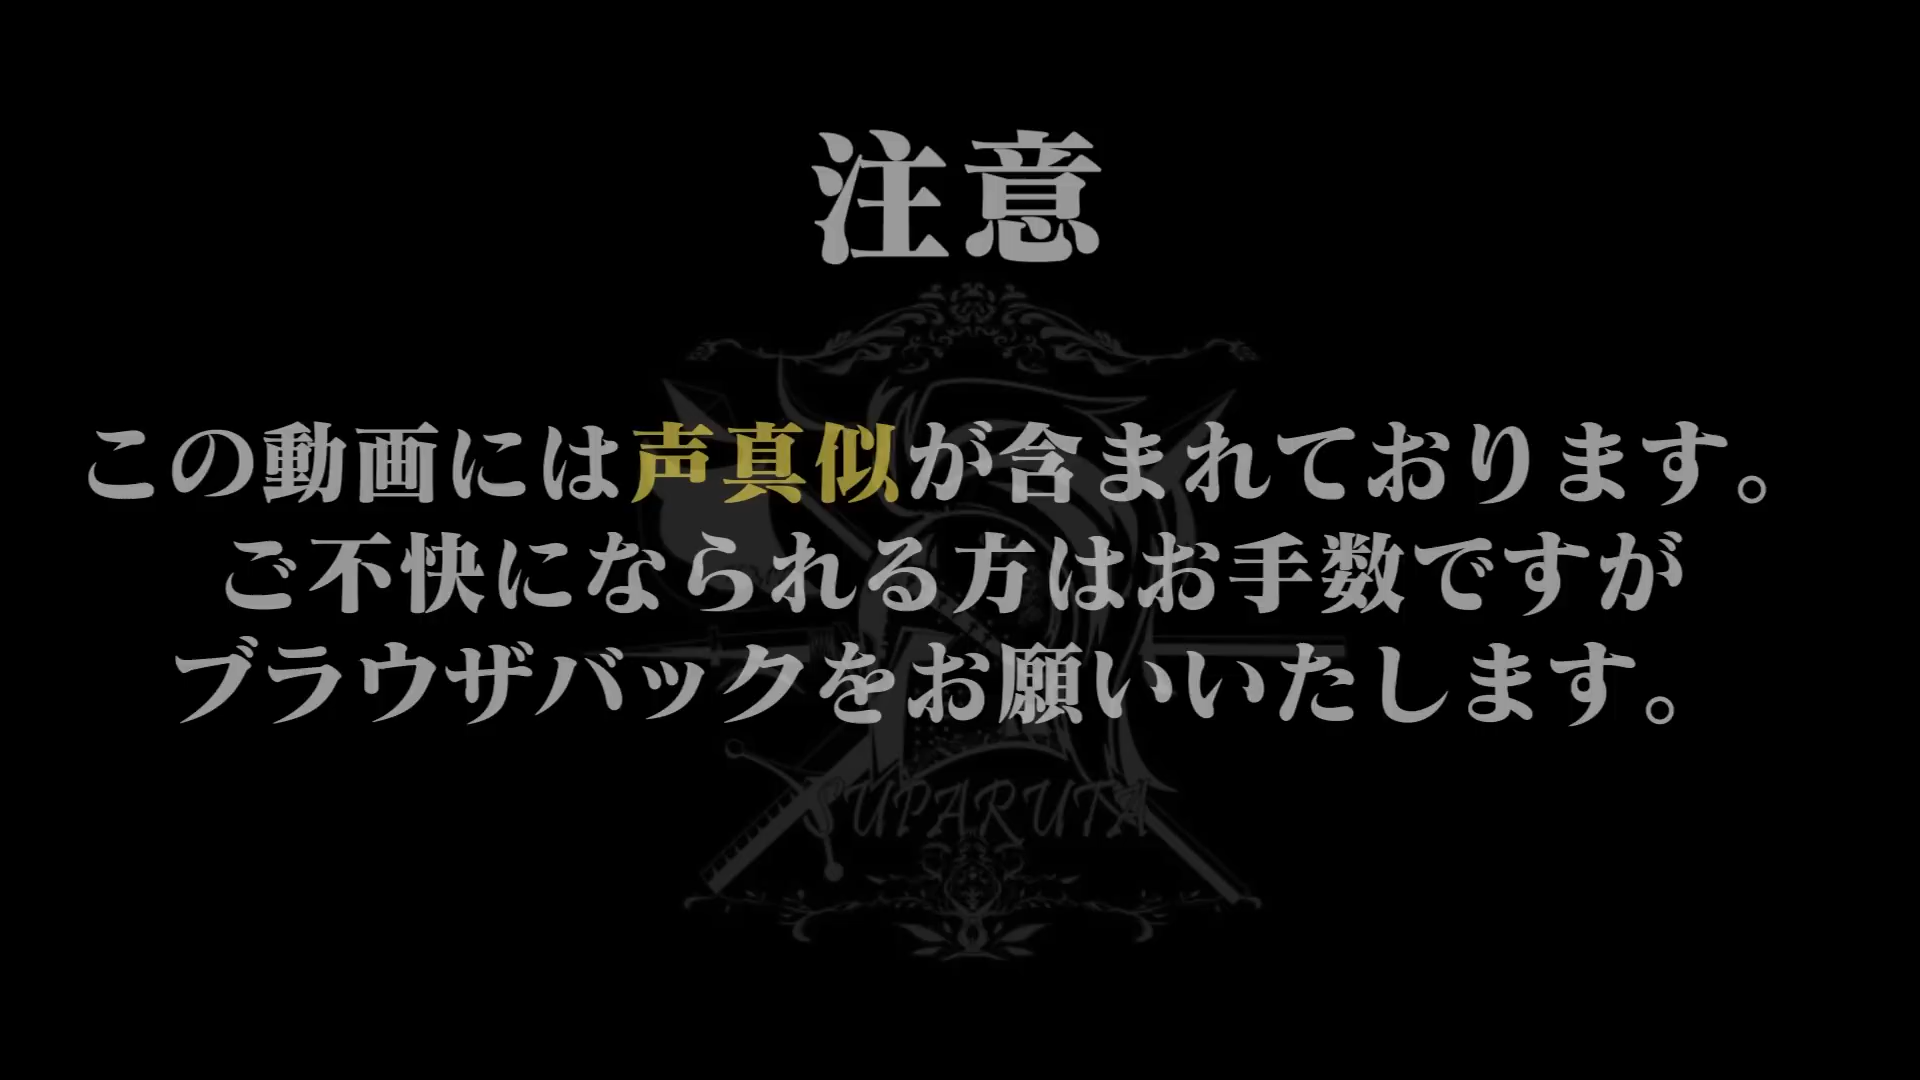 注意
この動画には声真似が含まれております。
ご不快になられる方はお手数ですが
ブラウザバックをお願いいたします。
SUPARUTA